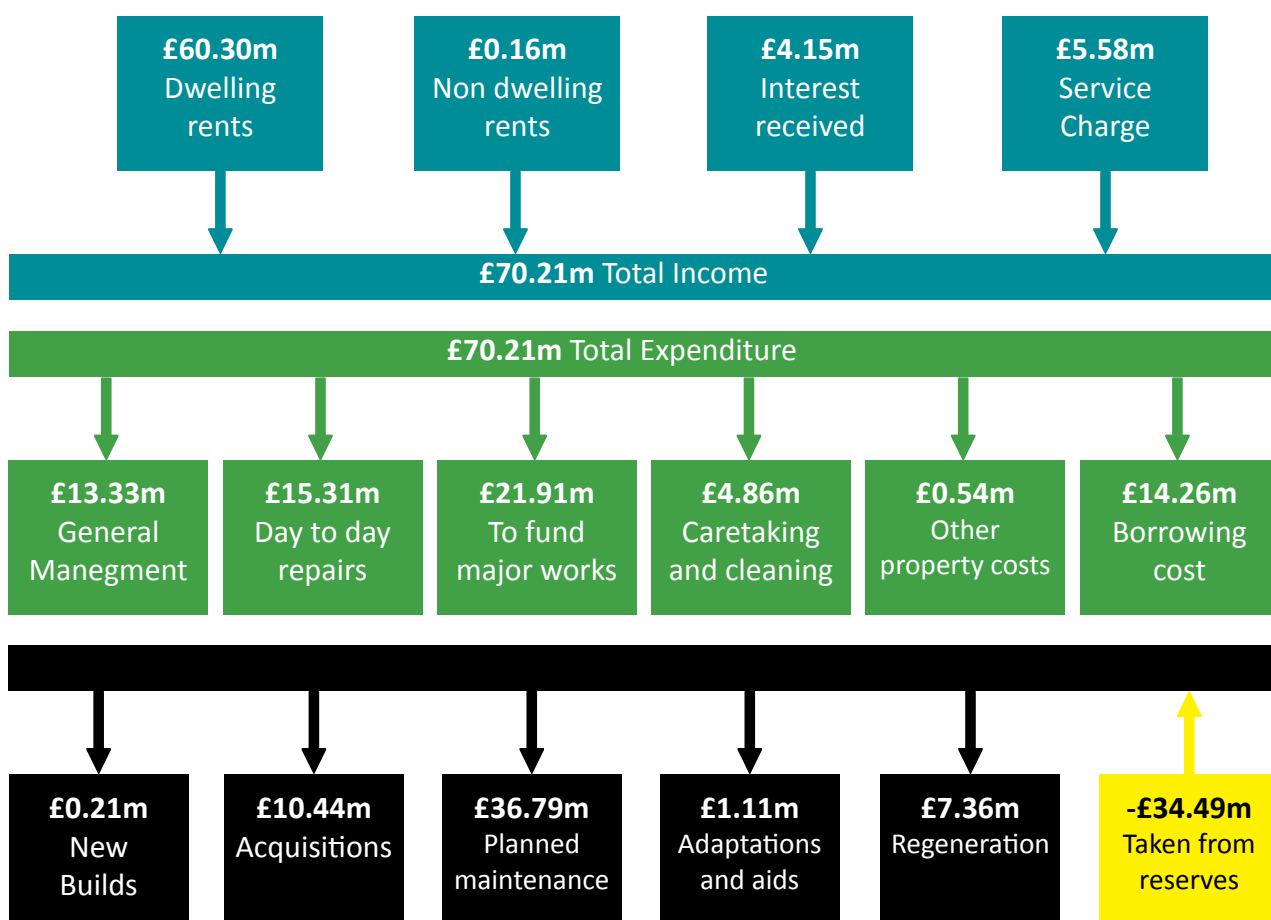 £60.30m
Dwelling
rents
£0.16m
Non dwelling
rents
£4.15m
Interest
received
£5.58m
Service
Charge
£70.21m Total Income
£70.21m Total Expenditure
£13.33m
General
Manegment
£15.31m
Day to day
repairs
£21.91m
To fund
major works
£4.86m
Caretaking
and cleaning
£0.54m
Other
property costs
£14.26m
Borrowing
cost
£0.21m
New
Builds
£10.44m
Acquisitions
£36.79m
Planned
maintenance
£1.11m
Adaptations
and aids
£7.36m
Regeneration
-£34.49m
Taken from
reserves